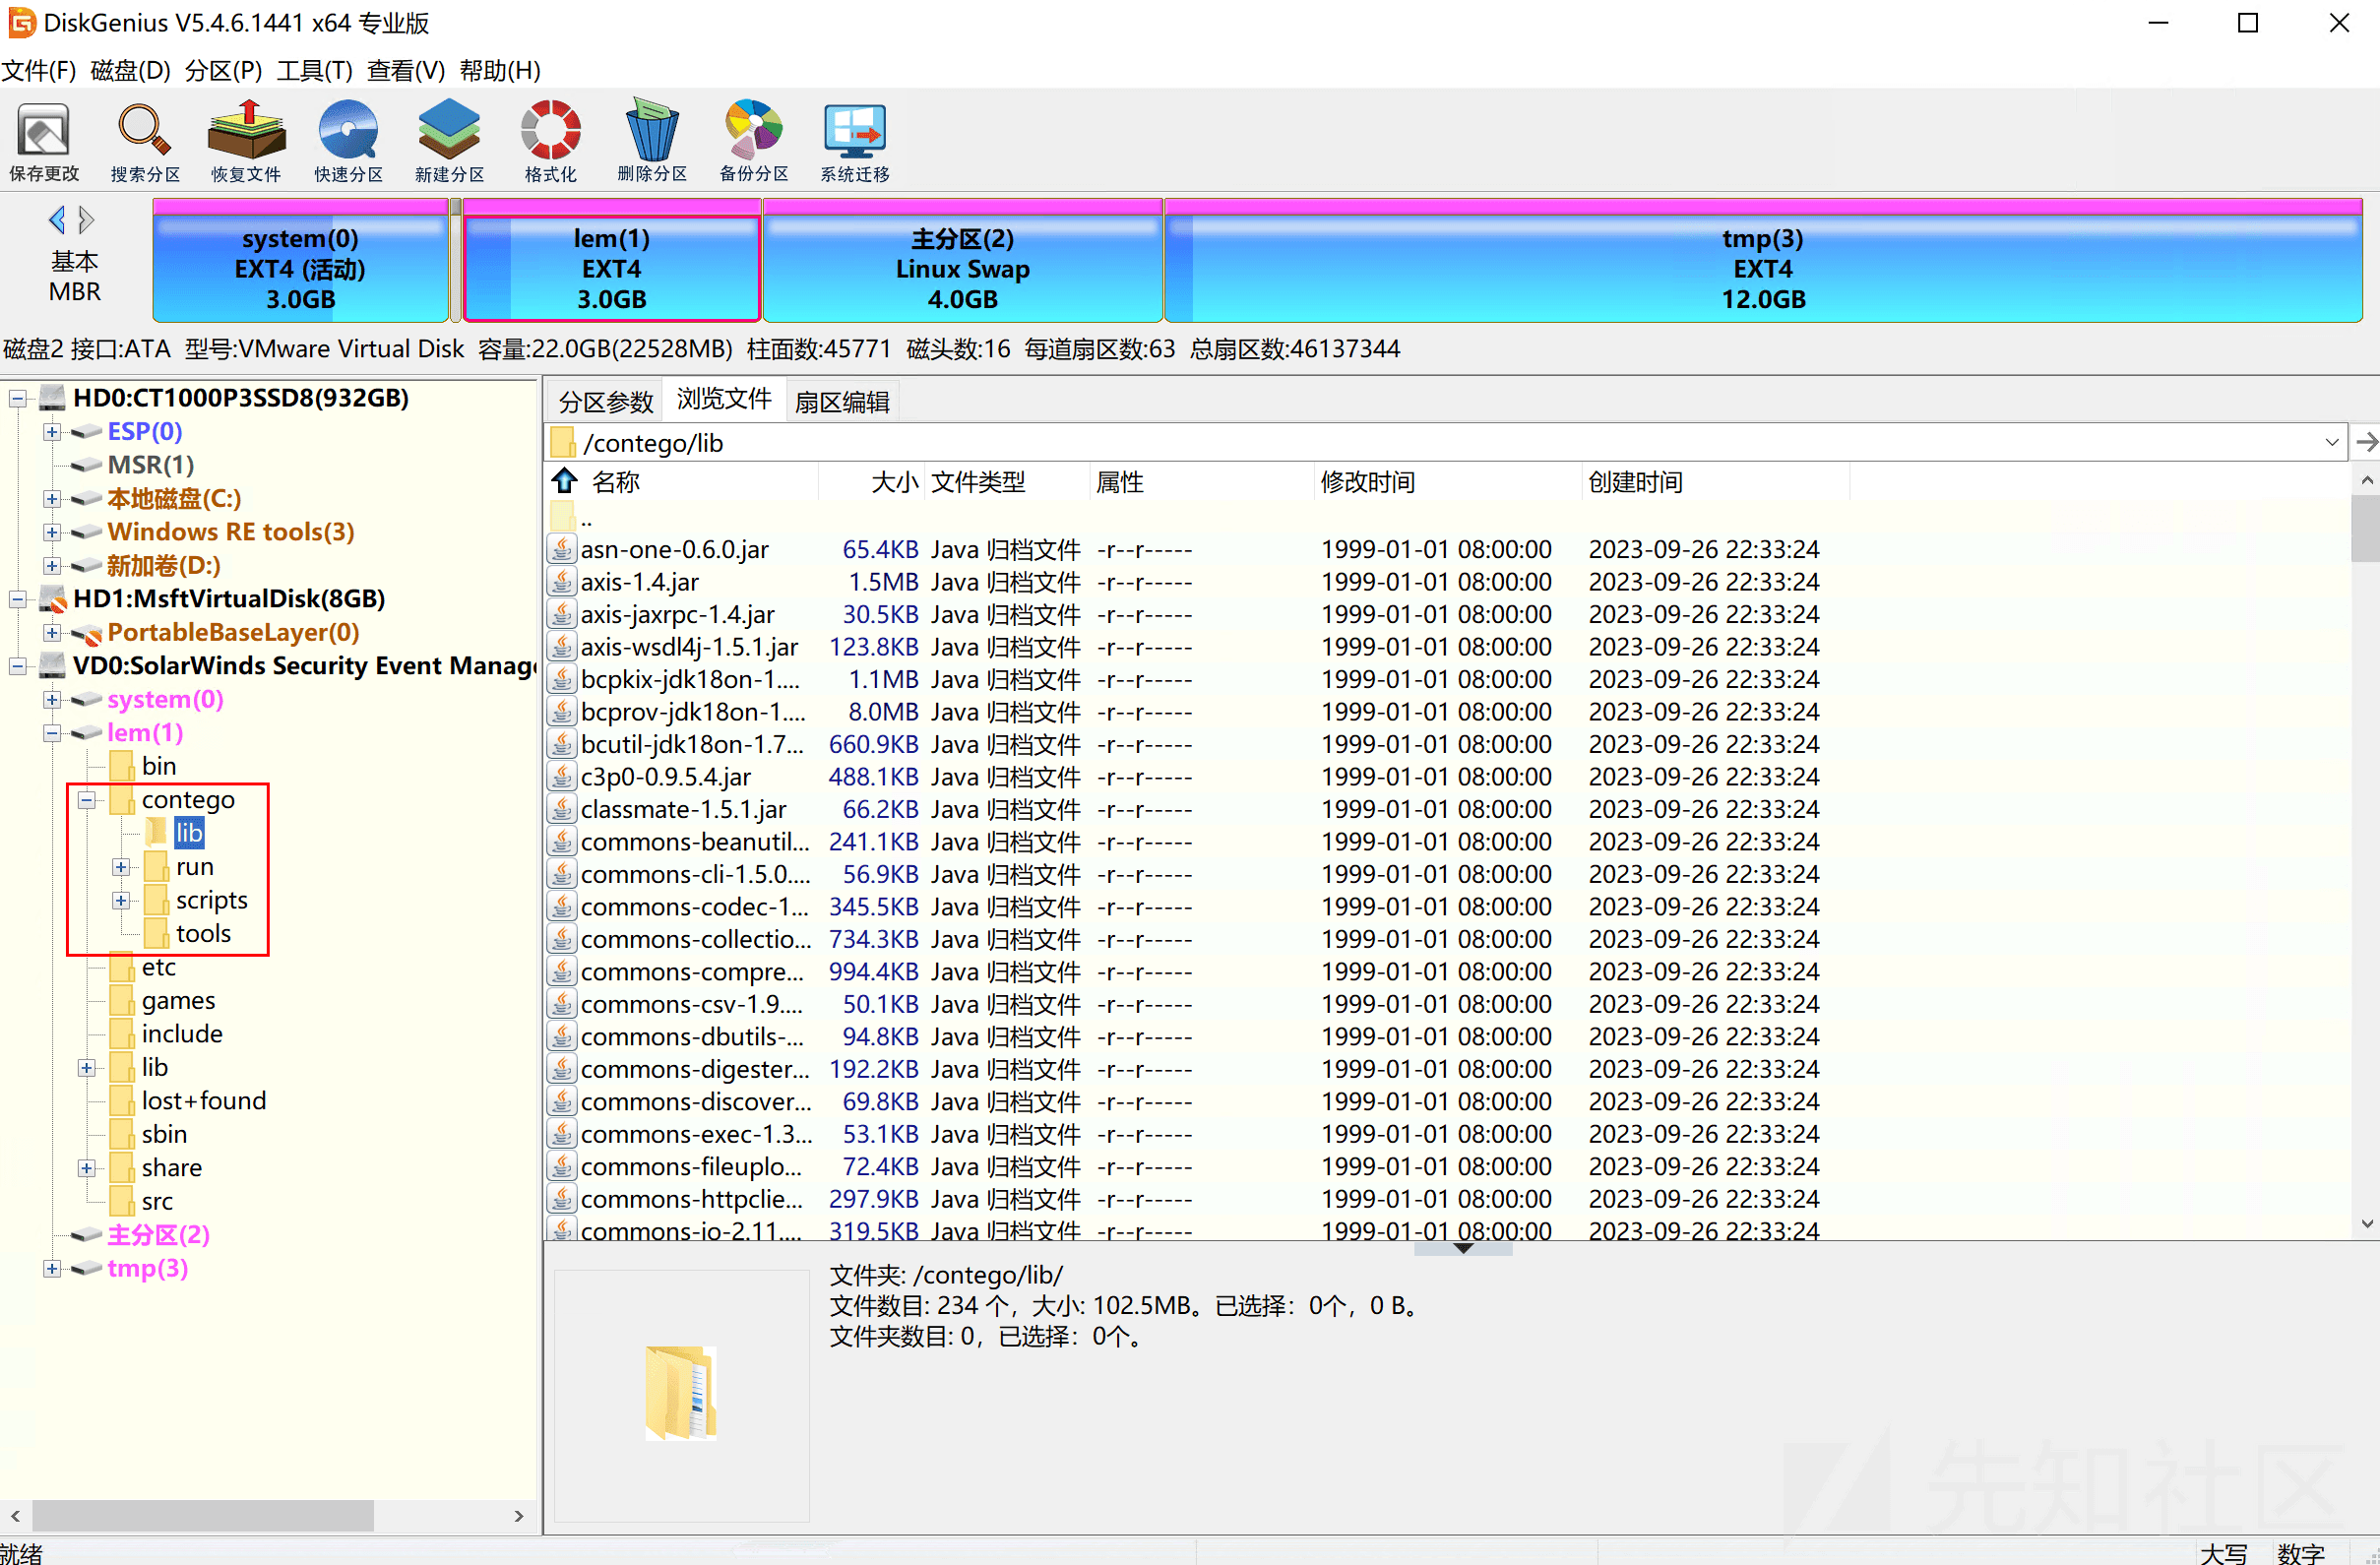 DiskGenius V5.4.6.1441 x64 专业版
文件(F) 磁盘(D) 分区(P) 工具(T) 查看(V) 帮助(H)
保存更改 搜索分区 恢复文件 快速分区 新建分区 格式化 删除分区 备份分区 系统迁移
基本
MBR
system(0)
EXT4 (活动)
3.0GB
lem(1)
EXT4
3.0GB
主分区(2)
Linux Swap
4.0GB
tmp(3)
EXT4
12.0GB
磁盘2 接口:ATA 型号:VMware Virtual Disk 容量:22.0GB(22528MB) 柱面数:45771 磁头数:16 每道扇区数:63 总扇区数:46137344
HD0:CT1000P3SSD8(932GB)
ESP(0)
MSR(1)
本地磁盘(C:)
Windows RE tools(3)
新加卷(D:)
HD1:MsftVirtualDisk(8GB)
PortableBaseLayer(0)
VD0:SolarWinds Security Event Manage
system(0)
lem(1)
bin
contego
lib
run
scripts
tools
etc
games
include
lib
lost+found
sbin
share
src
主分区(2)
tmp(3)
分区参数 浏览文件 扇区编辑
/contego/lib
名称 大小 文件类型 属性 修改时间 创建时间
..
asn-one-0.6.0.jar 65.4KB Java 归档文件 -r--r----- 1999-01-01 08:00:00 2023-09-26 22:33:24
axis-1.4.jar 1.5MB Java 归档文件 -r--r----- 1999-01-01 08:00:00 2023-09-26 22:33:24
axis-jaxrpc-1.4.jar 30.5KB Java 归档文件 -r--r----- 1999-01-01 08:00:00 2023-09-26 22:33:24
axis-wsdl4j-1.5.1.jar 123.8KB Java 归档文件 -r--r----- 1999-01-01 08:00:00 2023-09-26 22:33:24
bcpkix-jdk18on-1.... 1.1MB Java 归档文件 -r--r----- 1999-01-01 08:00:00 2023-09-26 22:33:24
bcprov-jdk18on-1.... 8.0MB Java 归档文件 -r--r----- 1999-01-01 08:00:00 2023-09-26 22:33:24
bcutil-jdk18on-1.7... 660.9KB Java 归档文件 -r--r----- 1999-01-01 08:00:00 2023-09-26 22:33:24
c3p0-0.9.5.4.jar 488.1KB Java 归档文件 -r--r----- 1999-01-01 08:00:00 2023-09-26 22:33:24
classmate-1.5.1.jar 66.2KB Java 归档文件 -r--r----- 1999-01-01 08:00:00 2023-09-26 22:33:24
commons-beanutil... 241.1KB Java 归档文件 -r--r----- 1999-01-01 08:00:00 2023-09-26 22:33:24
commons-cli-1.5.0.... 56.9KB Java 归档文件 -r--r----- 1999-01-01 08:00:00 2023-09-26 22:33:24
commons-codec-1... 345.5KB Java 归档文件 -r--r----- 1999-01-01 08:00:00 2023-09-26 22:33:24
commons-collectio... 734.3KB Java 归档文件 -r--r----- 1999-01-01 08:00:00 2023-09-26 22:33:24
commons-compre... 994.4KB Java 归档文件 -r--r----- 1999-01-01 08:00:00 2023-09-26 22:33:24
commons-csv-1.9.... 50.1KB Java 归档文件 -r--r----- 1999-01-01 08:00:00 2023-09-26 22:33:24
commons-dbutils-... 94.8KB Java 归档文件 -r--r----- 1999-01-01 08:00:00 2023-09-26 22:33:24
commons-digester... 192.2KB Java 归档文件 -r--r----- 1999-01-01 08:00:00 2023-09-26 22:33:24
commons-discover... 69.8KB Java 归档文件 -r--r----- 1999-01-01 08:00:00 2023-09-26 22:33:24
commons-exec-1.3... 53.1KB Java 归档文件 -r--r----- 1999-01-01 08:00:00 2023-09-26 22:33:24
commons-fileuplo... 72.4KB Java 归档文件 -r--r----- 1999-01-01 08:00:00 2023-09-26 22:33:24
commons-httpclie... 297.9KB Java 归档文件 -r--r----- 1999-01-01 08:00:00 2023-09-26 22:33:24
commons-io-2.11.... 319.5KB Java 归档文件 -r--r----- 1999-01-01 08:00:00 2023-09-26 22:33:24
文件夹: /contego/lib/
文件数目: 234 个，大小: 102.5MB。已选择：0个，0 B。
文件夹数目: 0，已选择：0个。
先知社区
就绪 大写 数字